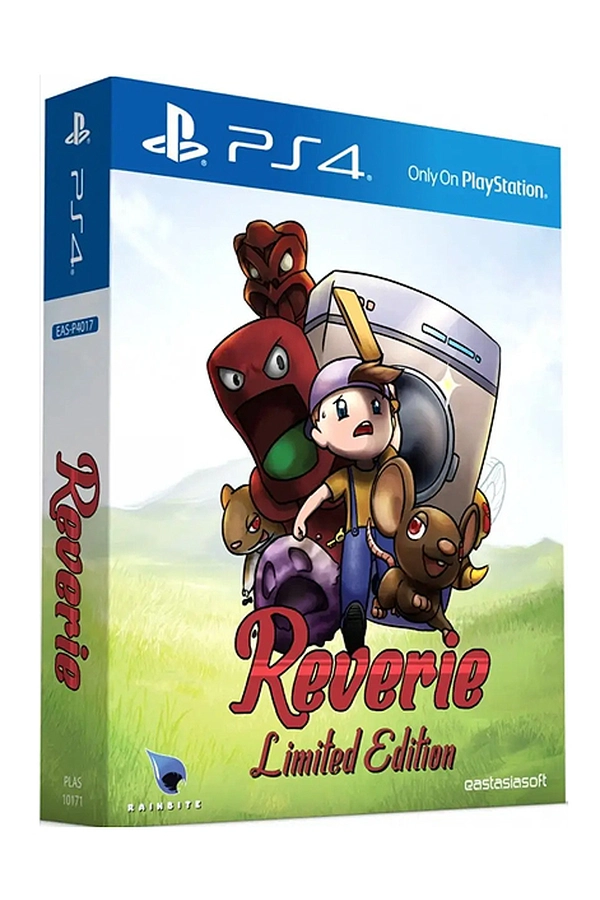 PS4
Only On PlayStation®
Reverie
Limited Edition
RAINBITE
eastasiasoft
PS4
EAS-P4017
Reverie
PLAS
10171